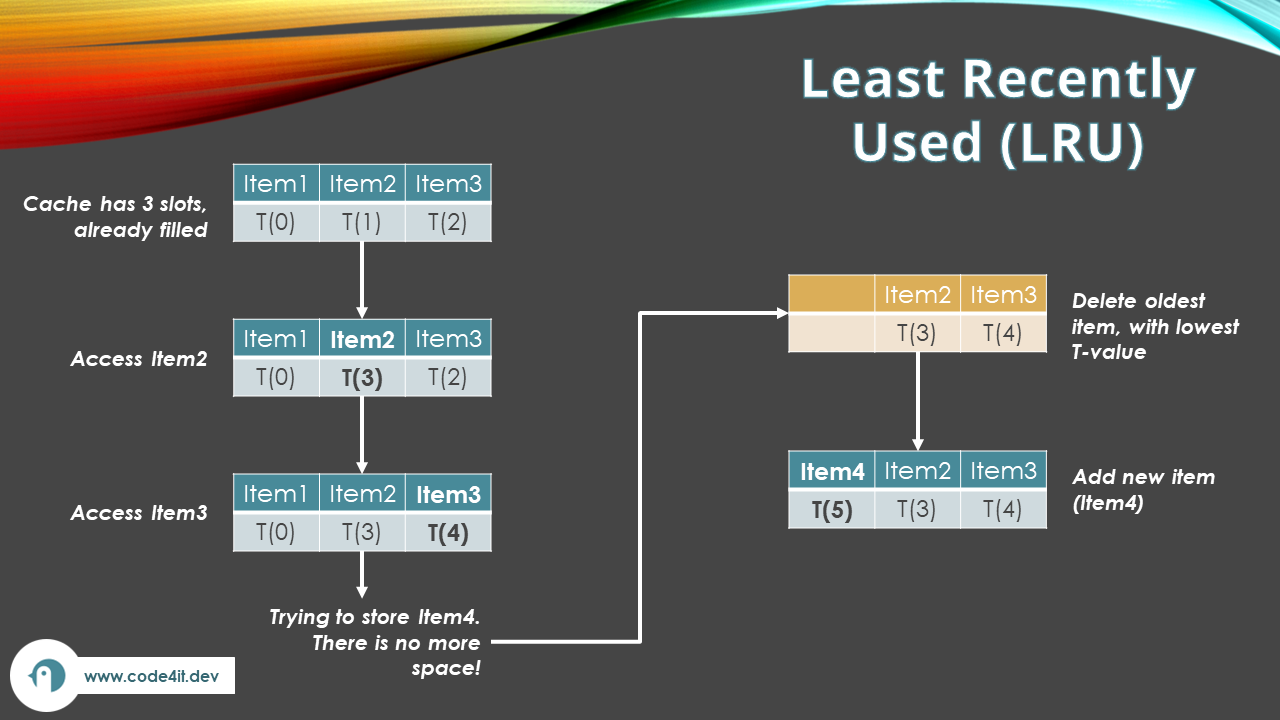 Least Recently
Used (LRU)
Cache has 3 slots,
already filled
Item1 Item2 Item3
T(0) T(1) T(2)
Access Item2
Item1 Item2 Item3
T(0) T(3) T(2)
Access Item3
Item1 Item2 Item3
T(0) T(3) T(4)
Trying to store Item4.
There is no more
space!
Item2 Item3
T(3) T(4)
Delete oldest
item, with lowest
T-value
Item4 Item2 Item3
T(5) T(3) T(4)
Add new item
(Item4)
www.code4it.dev